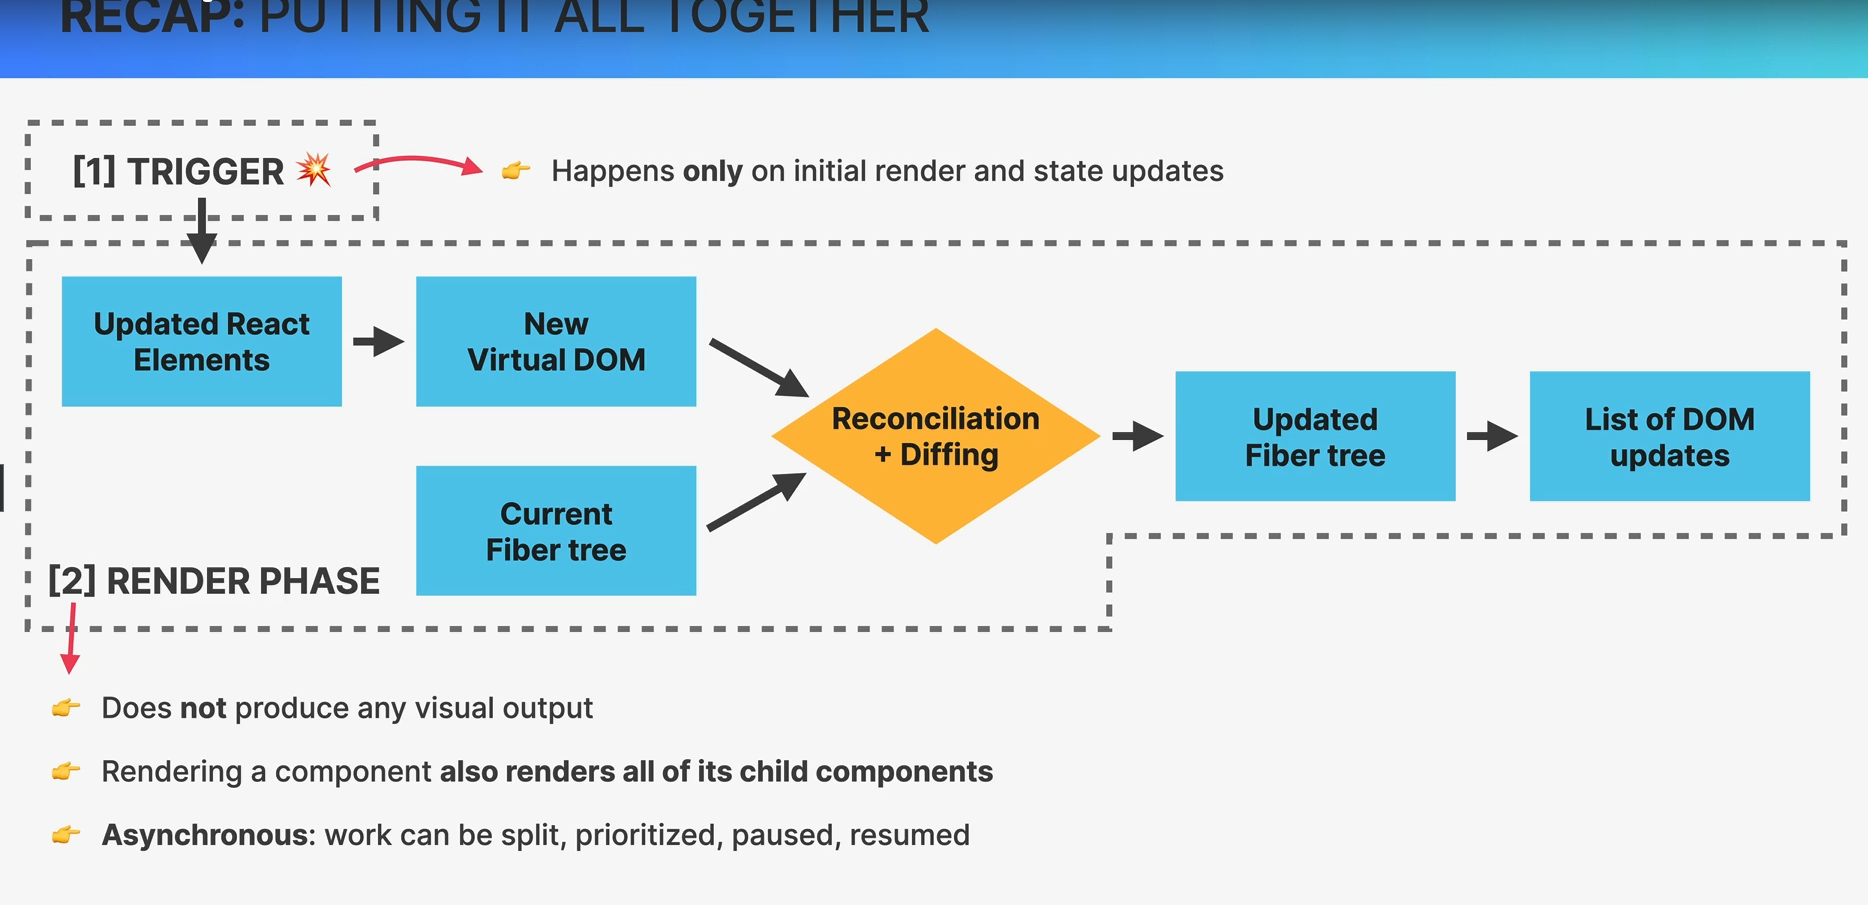 RECAP: PUTTING IT ALL TOGETHER
[1] TRIGGER 💥
👉 Happens only on initial render and state updates
Updated React
Elements
New
Virtual DOM
Reconciliation
+ Diffing
Updated
Fiber tree
List of DOM
updates
Current
Fiber tree
[2] RENDER PHASE
👉 Does not produce any visual output
👉 Rendering a component also renders all of its child components
👉 Asynchronous: work can be split, prioritized, paused, resumed